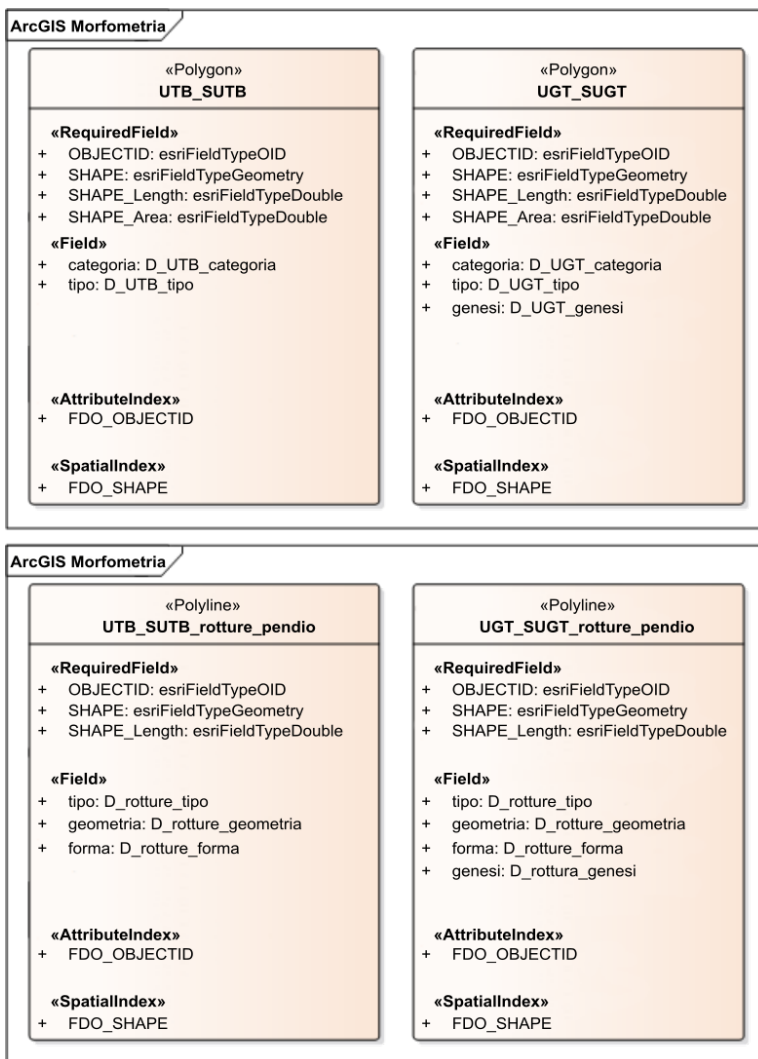 ArcGIS Morfometria
«Polygon»
UTB_SUTB
«RequiredField»
+ OBJECTID: esriFieldTypeOID
+ SHAPE: esriFieldTypeGeometry
+ SHAPE_Length: esriFieldTypeDouble
+ SHAPE_Area: esriFieldTypeDouble
«Field»
+ categoria: D_UTB_categoria
+ tipo: D_UTB_tipo
«AttributeIndex»
+ FDO_OBJECTID
«SpatialIndex»
+ FDO_SHAPE
«Polygon»
UGT_SUGT
«RequiredField»
+ OBJECTID: esriFieldTypeOID
+ SHAPE: esriFieldTypeGeometry
+ SHAPE_Length: esriFieldTypeDouble
+ SHAPE_Area: esriFieldTypeDouble
«Field»
+ categoria: D_UGT_categoria
+ tipo: D_UGT_tipo
+ genesi: D_UGT_genesi
«AttributeIndex»
+ FDO_OBJECTID
«SpatialIndex»
+ FDO_SHAPE
ArcGIS Morfometria
«Polyline»
UTB_SUTB_rotture_pendio
«RequiredField»
+ OBJECTID: esriFieldTypeOID
+ SHAPE: esriFieldTypeGeometry
+ SHAPE_Length: esriFieldTypeDouble
«Field»
+ tipo: D_rotture_tipo
+ geometria: D_rotture_geometria
+ forma: D_rotture_forma
«AttributeIndex»
+ FDO_OBJECTID
«SpatialIndex»
+ FDO_SHAPE
«Polyline»
UGT_SUGT_rotture_pendio
«RequiredField»
+ OBJECTID: esriFieldTypeOID
+ SHAPE: esriFieldTypeGeometry
+ SHAPE_Length: esriFieldTypeDouble
«Field»
+ tipo: D_rotture_tipo
+ geometria: D_rotture_geometria
+ forma: D_rotture_forma
+ genesi: D_rottura_genesi
«AttributeIndex»
+ FDO_OBJECTID
«SpatialIndex»
+ FDO_SHAPE